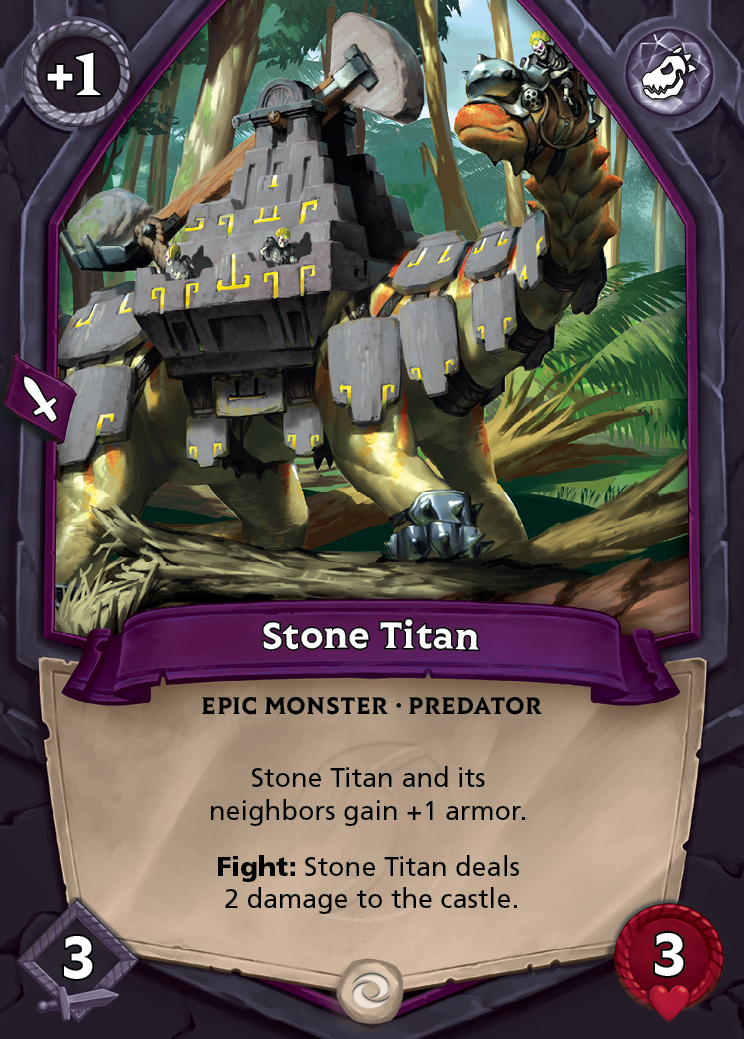 +1
Stone Titan
EPIC MONSTER · PREDATOR
Stone Titan and its
neighbors gain +1 armor.
Fight: Stone Titan deals
2 damage to the castle.
3
3